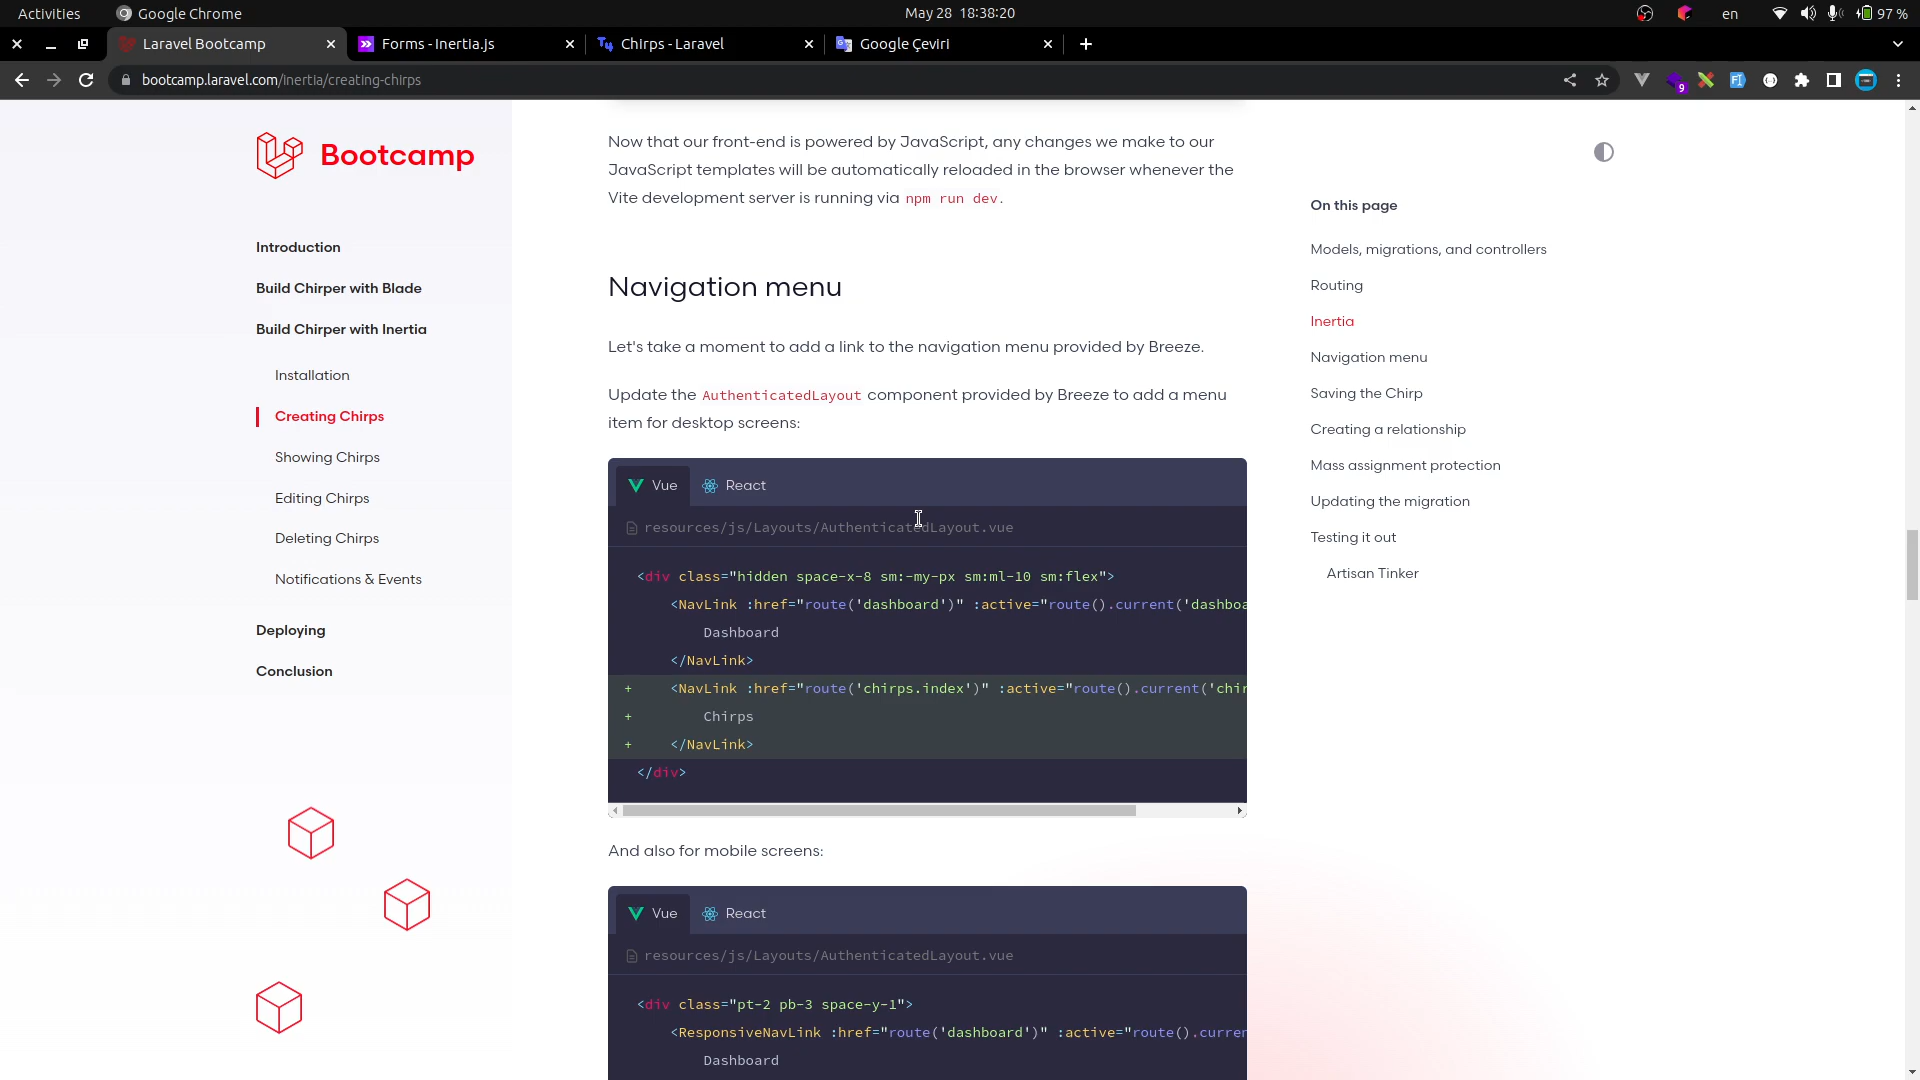 Activities
Google Chrome
May 28 18:38:20
en
97 %
Laravel Bootcamp
Forms - Inertia.js
Chirps - Laravel
Google Çeviri
bootcamp.laravel.com/inertia/creating-chirps
9
Bootcamp
Introduction
Build Chirper with Blade
Build Chirper with Inertia
Installation
Creating Chirps
Showing Chirps
Editing Chirps
Deleting Chirps
Notifications & Events
Deploying
Conclusion
Now that our front-end is powered by JavaScript, any changes we make to our
JavaScript templates will be automatically reloaded in the browser whenever the
Vite development server is running via npm run dev.
Navigation menu
Let's take a moment to add a link to the navigation menu provided by Breeze.
Update the AuthenticatedLayout component provided by Breeze to add a menu
item for desktop screens:
Vue
React
resources/js/Layouts/AuthenticatedLayout.vue
<div class="hidden space-x-8 sm:-my-px sm:ml-10 sm:flex">
<NavLink :href="route('dashboard')" :active="route().current('dashboa
Dashboard
</NavLink>
+ <NavLink :href="route('chirps.index')" :active="route().current('chir
+ Chirps
+ </NavLink>
</div>
And also for mobile screens:
Vue
React
resources/js/Layouts/AuthenticatedLayout.vue
<div class="pt-2 pb-3 space-y-1">
<ResponsiveNavLink :href="route('dashboard')" :active="route().curren
Dashboard
On this page
Models, migrations, and controllers
Routing
Inertia
Navigation menu
Saving the Chirp
Creating a relationship
Mass assignment protection
Updating the migration
Testing it out
Artisan Tinker